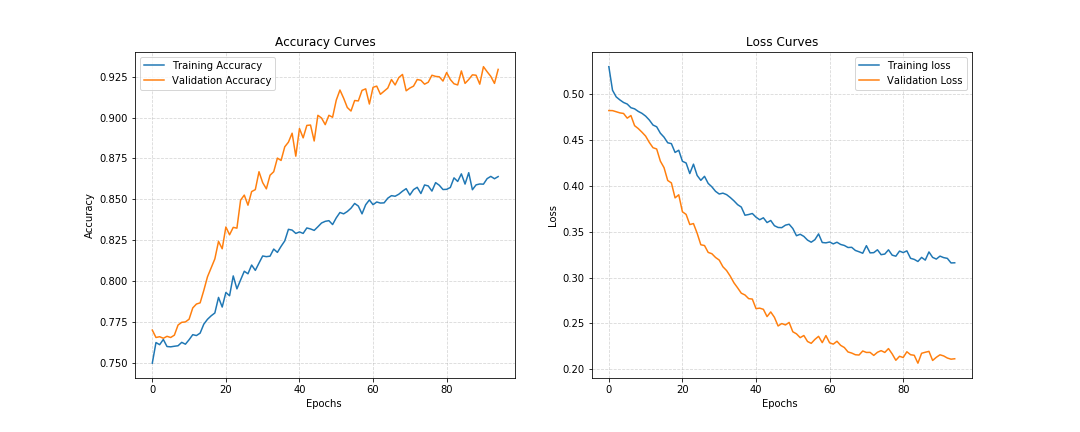 Accuracy Curves
Training Accuracy
Validation Accuracy
0.925
0.900
0.875
0.850
0.825
0.800
0.775
0.750
Accuracy
0 20 40 60 80
Epochs
Loss Curves
Training loss
Validation Loss
0.50
0.45
0.40
0.35
0.30
0.25
0.20
Loss
0 20 40 60 80
Epochs